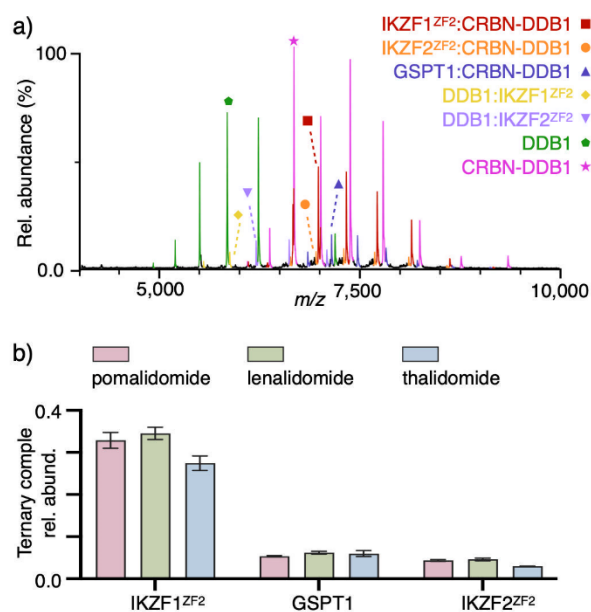 a)
IKZF1ZF2:CRBN-DDB1
IKZF2ZF2:CRBN-DDB1
GSPT1:CRBN-DDB1
DDB1:IKZF1ZF2
DDB1:IKZF2ZF2
DDB1
CRBN-DDB1
100
Rel. abundance (%)
0.0
5,000
7,500
10,000
m/z
b)
pomalidomide
lenalidomide
thalidomide
0.4
Ternary comple
rel. abund.
0.0
IKZF1ZF2
GSPT1
IKZF2ZF2